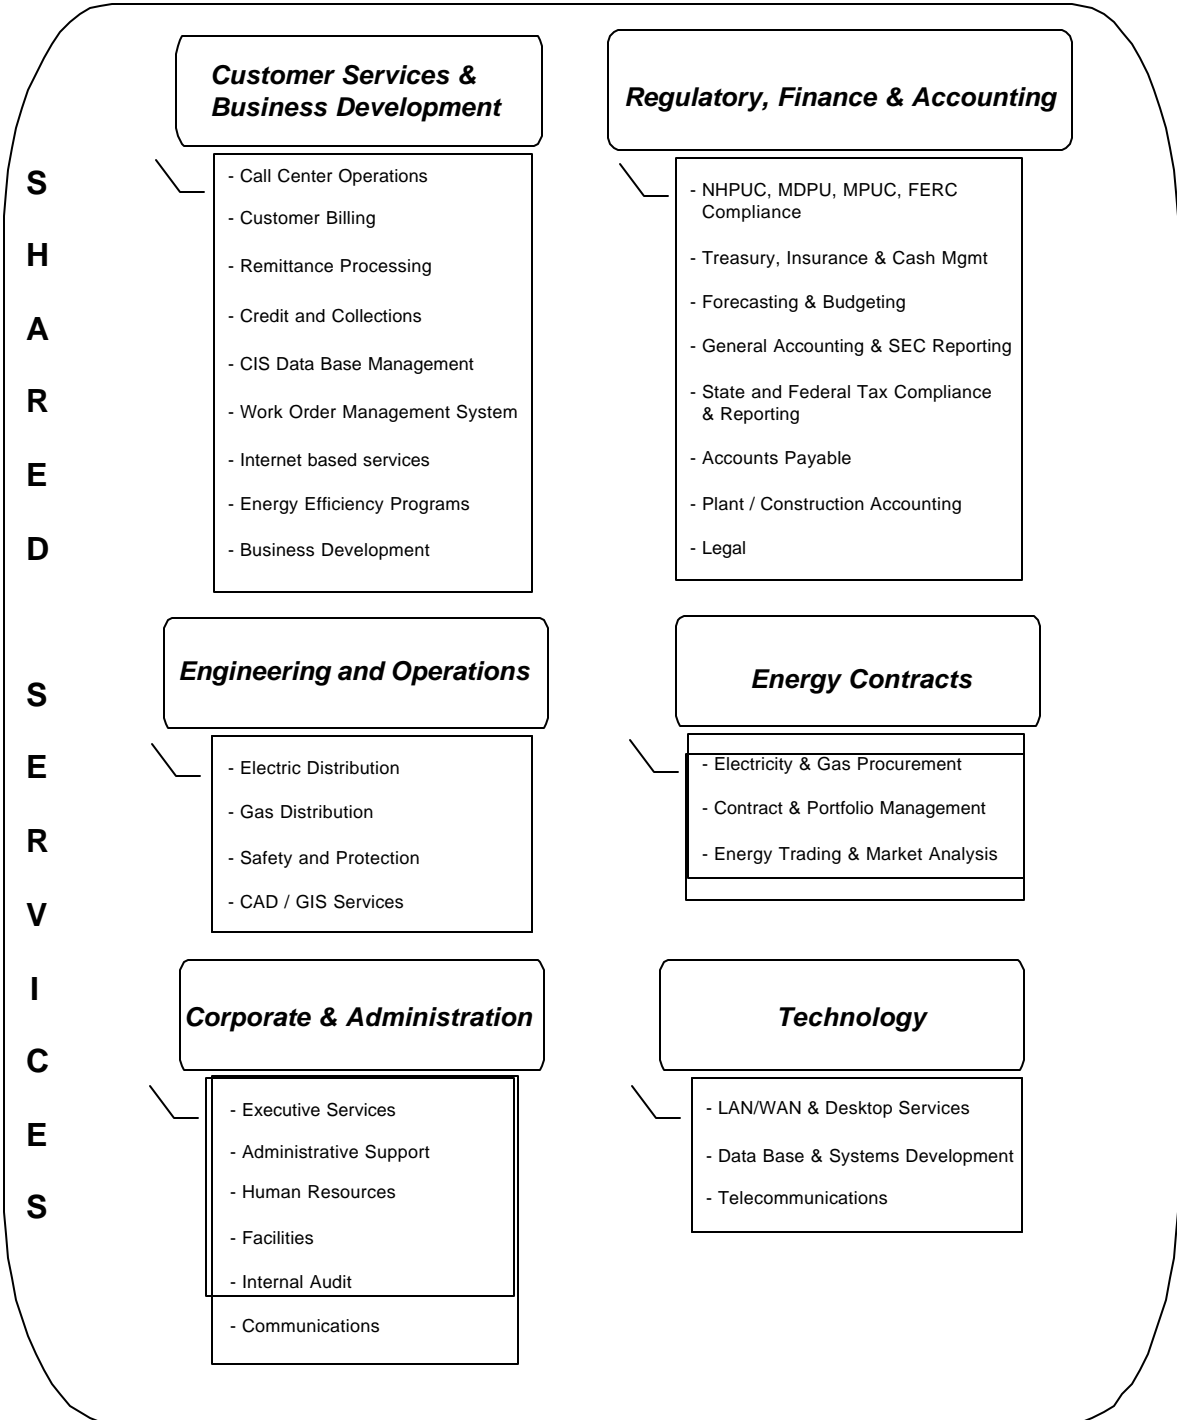 SHARED SERVICES
Customer Services &
Business Development
- Call Center Operations
- Customer Billing
- Remittance Processing
- Credit and Collections
- CIS Data Base Management
- Work Order Management System
- Internet based services
- Energy Efficiency Programs
- Business Development
Regulatory, Finance & Accounting
- NHPUC, MDPU, MPUC, FERC
Compliance
- Treasury, Insurance & Cash Mgmt
- Forecasting & Budgeting
- General Accounting & SEC Reporting
- State and Federal Tax Compliance
& Reporting
- Accounts Payable
- Plant / Construction Accounting
- Legal
Engineering and Operations
- Electric Distribution
- Gas Distribution
- Safety and Protection
- CAD / GIS Services
Energy Contracts
- Electricity & Gas Procurement
- Contract & Portfolio Management
- Energy Trading & Market Analysis
Corporate & Administration
- Executive Services
- Administrative Support
- Human Resources
- Facilities
- Internal Audit
- Communications
Technology
- LAN/WAN & Desktop Services
- Data Base & Systems Development
- Telecommunications